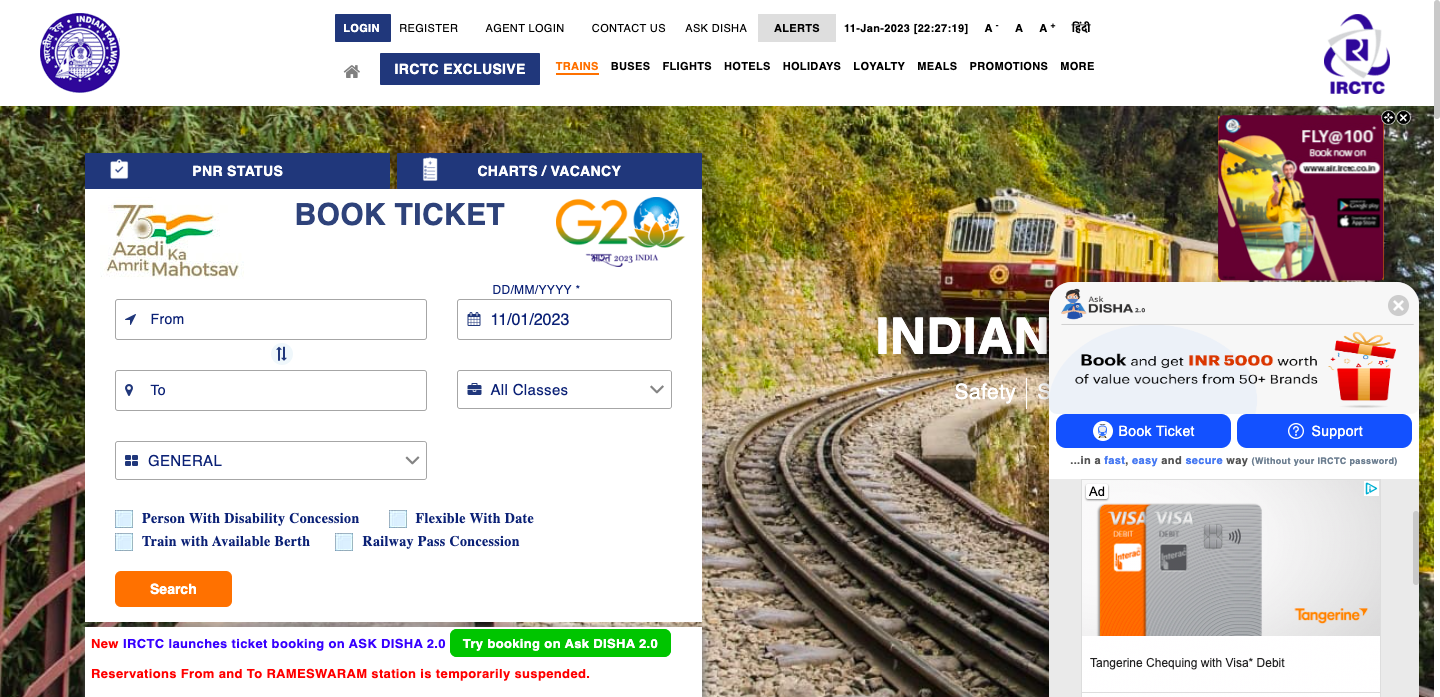 LOGIN REGISTER AGENT LOGIN CONTACT US ASK DISHA ALERTS 11-Jan-2023 [22:27:19] A - A A + हिंदी
INDIAN RAILWAYS
भारतीय रेल
IRCTC EXCLUSIVE TRAINS BUSES FLIGHTS HOTELS HOLIDAYS LOYALTY MEALS PROMOTIONS MORE
IRCTC
PNR STATUS CHARTS / VACANCY
75
Azadi Ka
Amrit Mahotsav
BOOK TICKET
G20
भारत 2023 INDIA
DD/MM/YYYY *
From
11/01/2023
To
All Classes
GENERAL
Person With Disability Concession Flexible With Date
Train with Available Berth Railway Pass Concession
Search
New IRCTC launches ticket booking on ASK DISHA 2.0 Try booking on Ask DISHA 2.0
Reservations From and To RAMESWARAM station is temporarily suspended.
INDIAN
Safety | S
FLY@100*
Book now on
www.air.irctc.co.in
Google play
App Store
Ask
DISHA 2.0
Book and get INR 5000 worth
of value vouchers from 50+ Brands
Book Ticket Support
...in a fast, easy and secure way (Without your IRCTC password)
Ad
VISA VISA
DEBIT DEBIT
Interac Interac
Tangerine
Tangerine Chequing with Visa* Debit